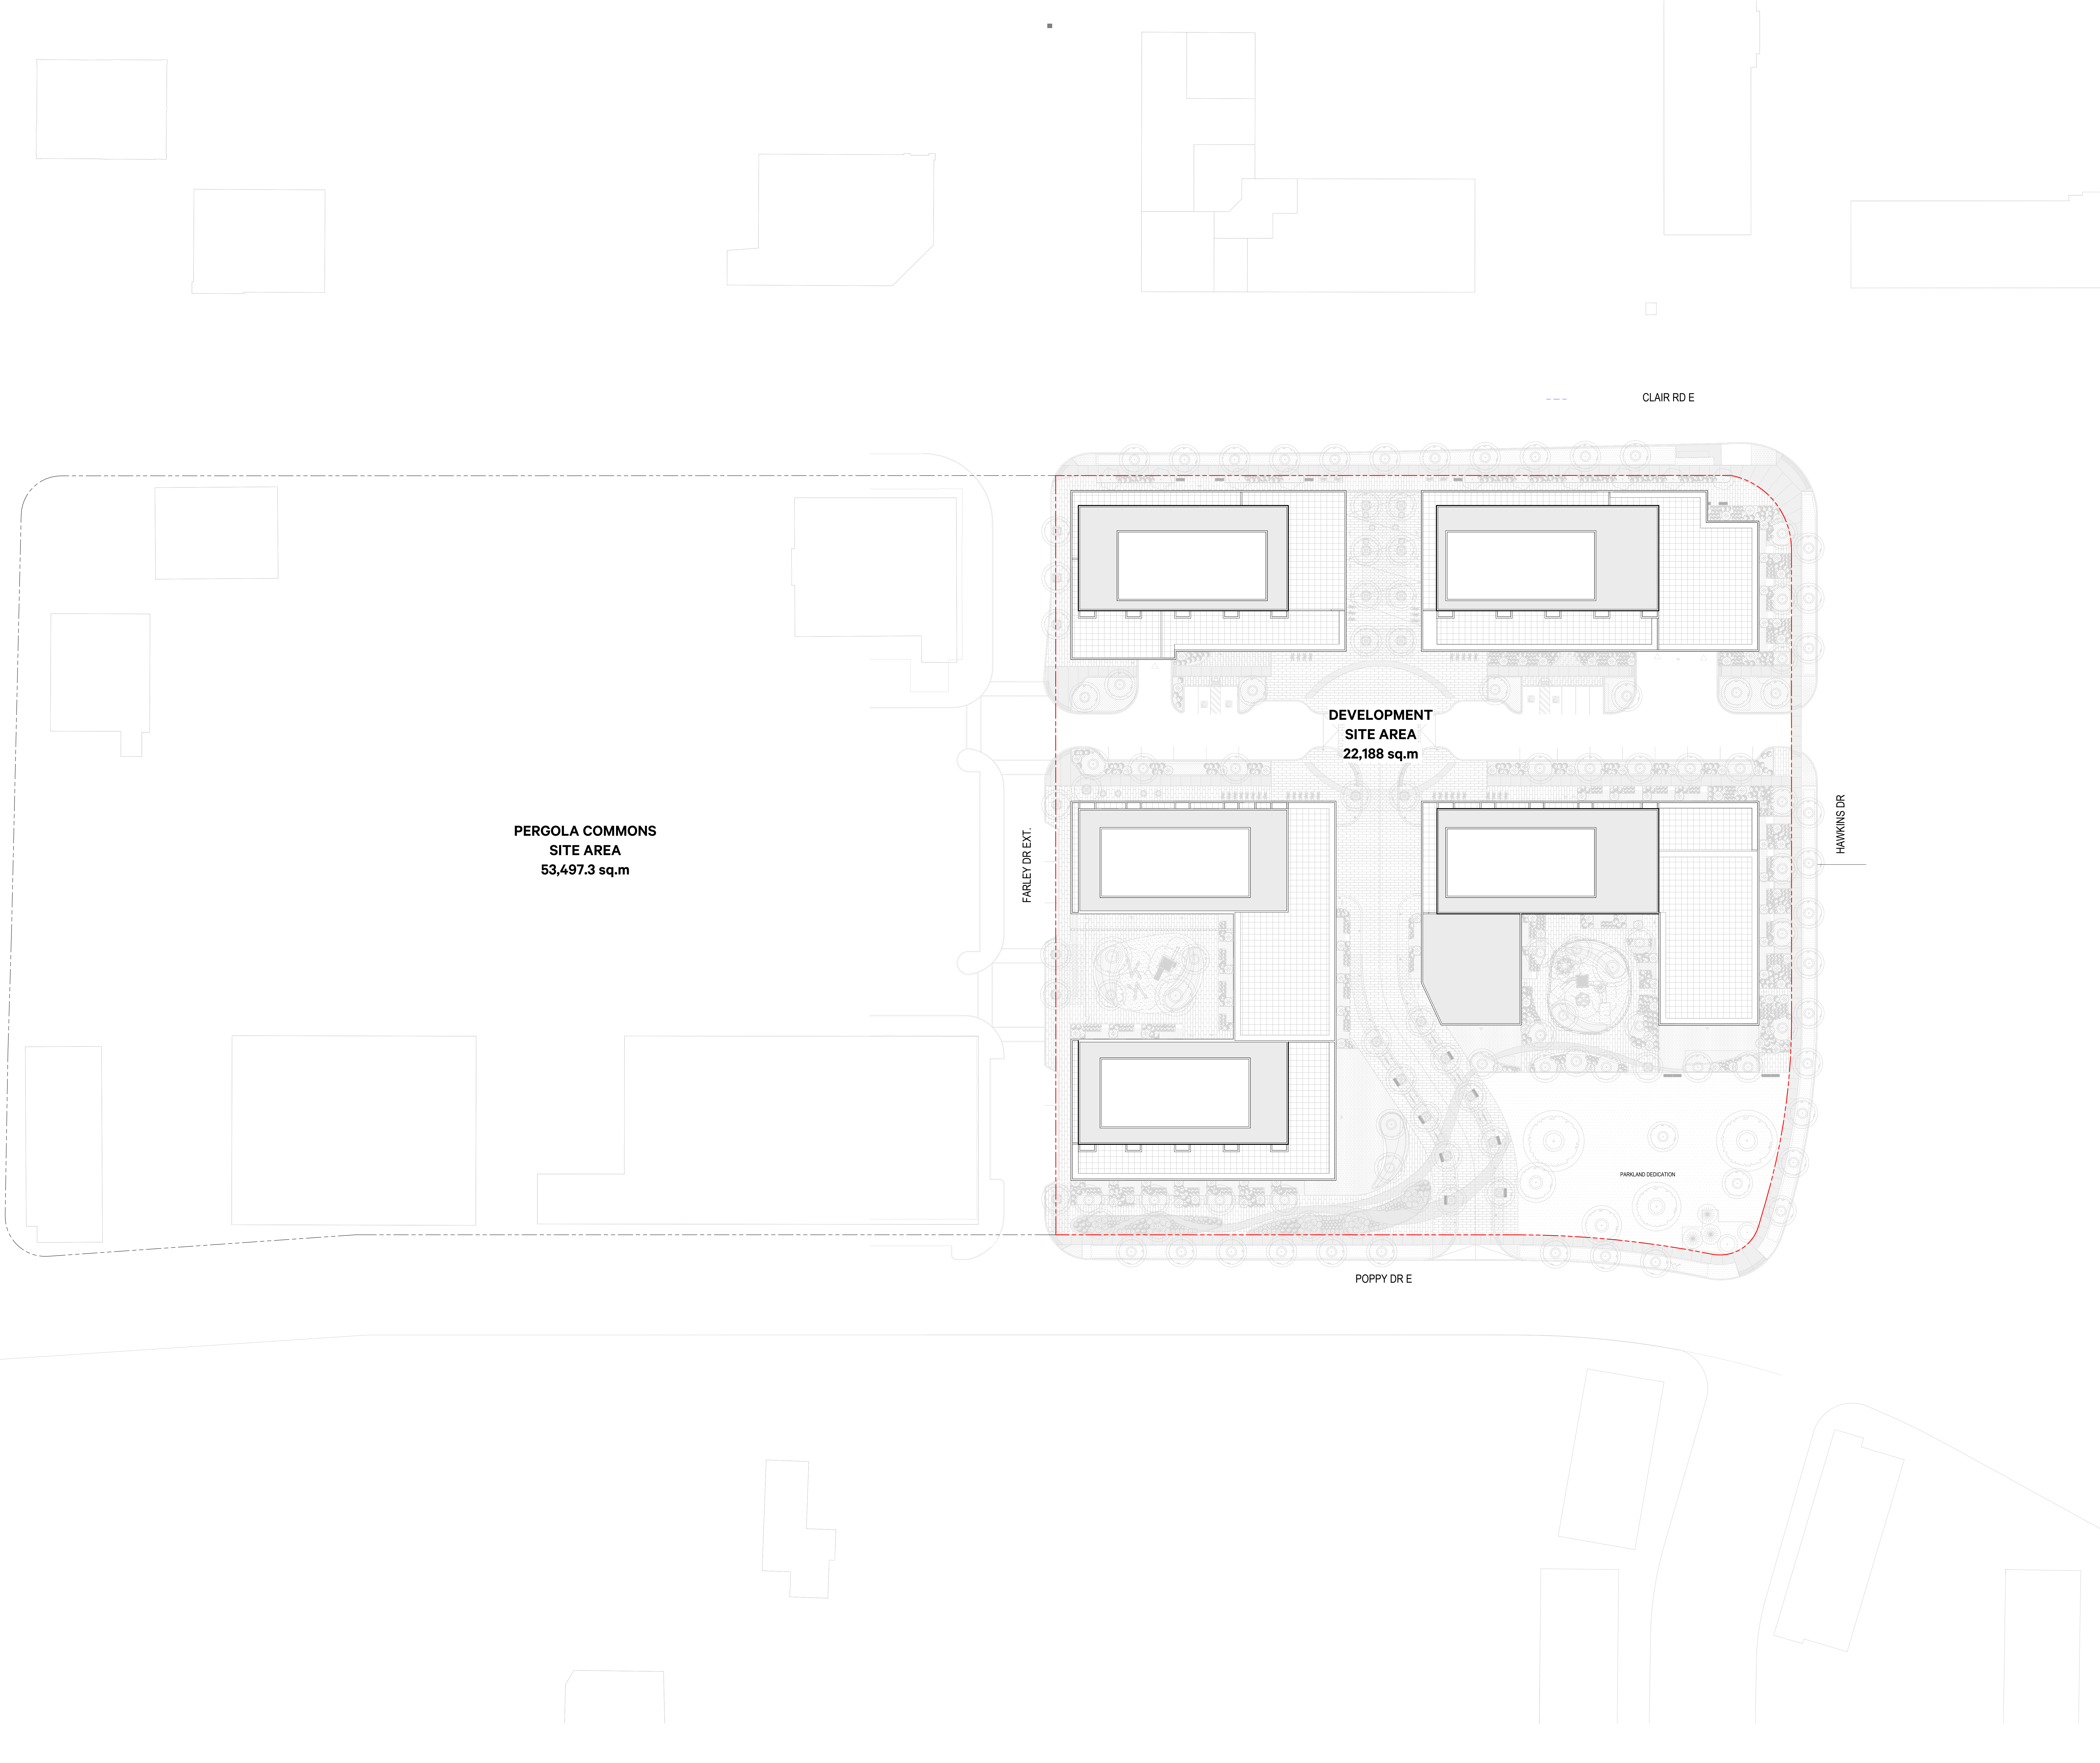 CLAIR RD E
DEVELOPMENT
SITE AREA
22,188 sq.m
PERGOLA COMMONS
SITE AREA
53,497.3 sq.m
FARLEY DR EXT.
HAWKINS DR
PARKLAND DEDICATION
POPPY DR E